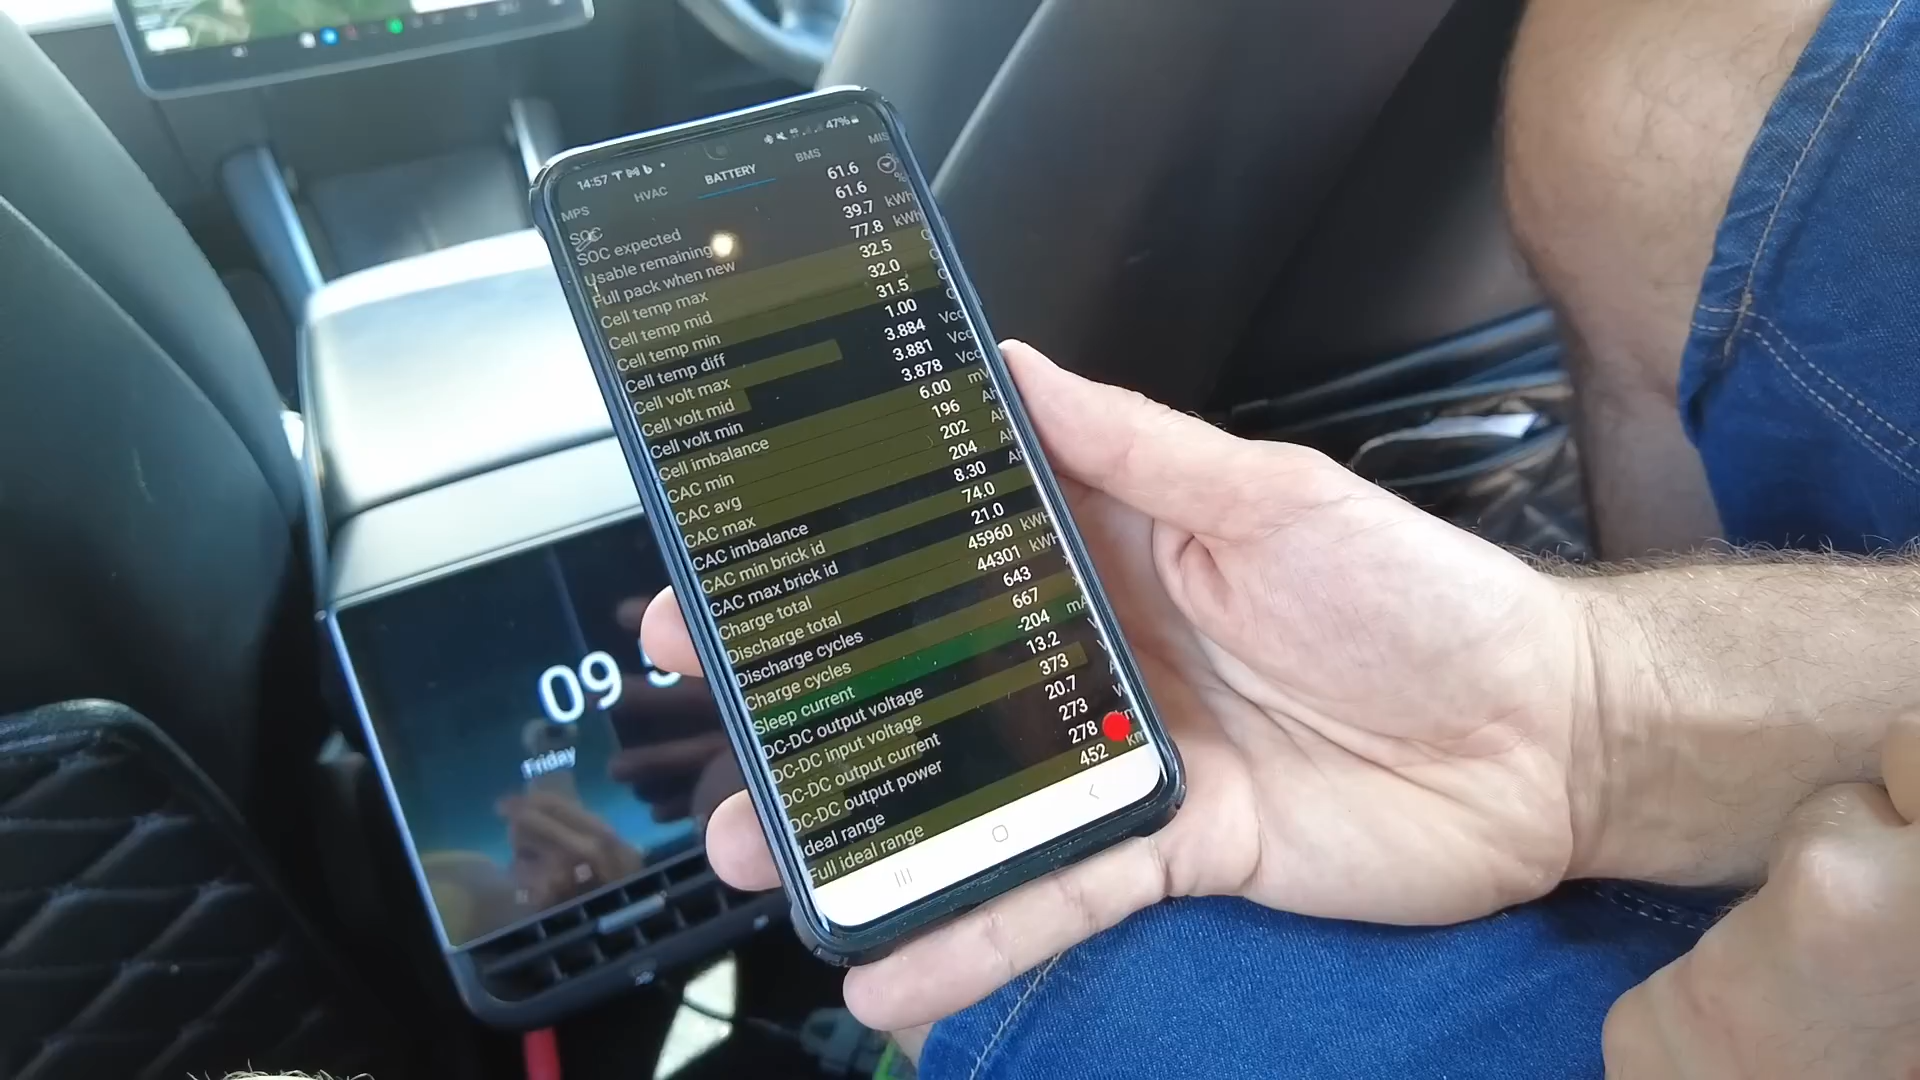 14:57 47%
MPS HVAC BATTERY BMS MIS
SOC 61.6
SOC expected 61.6 %
Usable remaining 39.7 kWh
Full pack when new 77.8 kWh
Cell temp max 32.5
Cell temp mid 32.0
Cell temp min 31.5
Cell temp diff 1.00
Cell volt max 3.884 Vcc
Cell volt mid 3.881 Vcc
Cell volt min 3.878 Vcc
Cell imbalance 6.00 mV
CAC min 196 Ah
CAC avg 202 Ah
CAC max 204 Ah
CAC imbalance 8.30 Ah
CAC min brick id 74.0
CAC max brick id 21.0
Charge total 45960 kWh
Discharge total 44301 kWh
Discharge cycles 643
Charge cycles 667
Sleep current -204 mA
DC-DC output voltage 13.2 V
DC-DC input voltage 373 V
DC-DC output current 20.7 A
DC-DC output power 273 W
Ideal range 278 km
Full ideal range 452 km
09
Friday